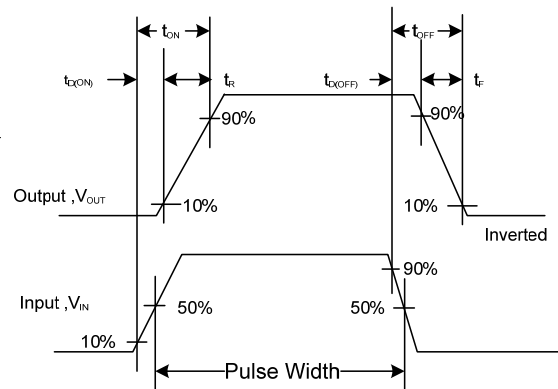 tON tOFF
tD(ON) tR tD(OFF) tF
90% 90%
Output ,VOUT 10% 10%
Inverted
90%
Input ,VIN 50% 50%
10%
Pulse Width